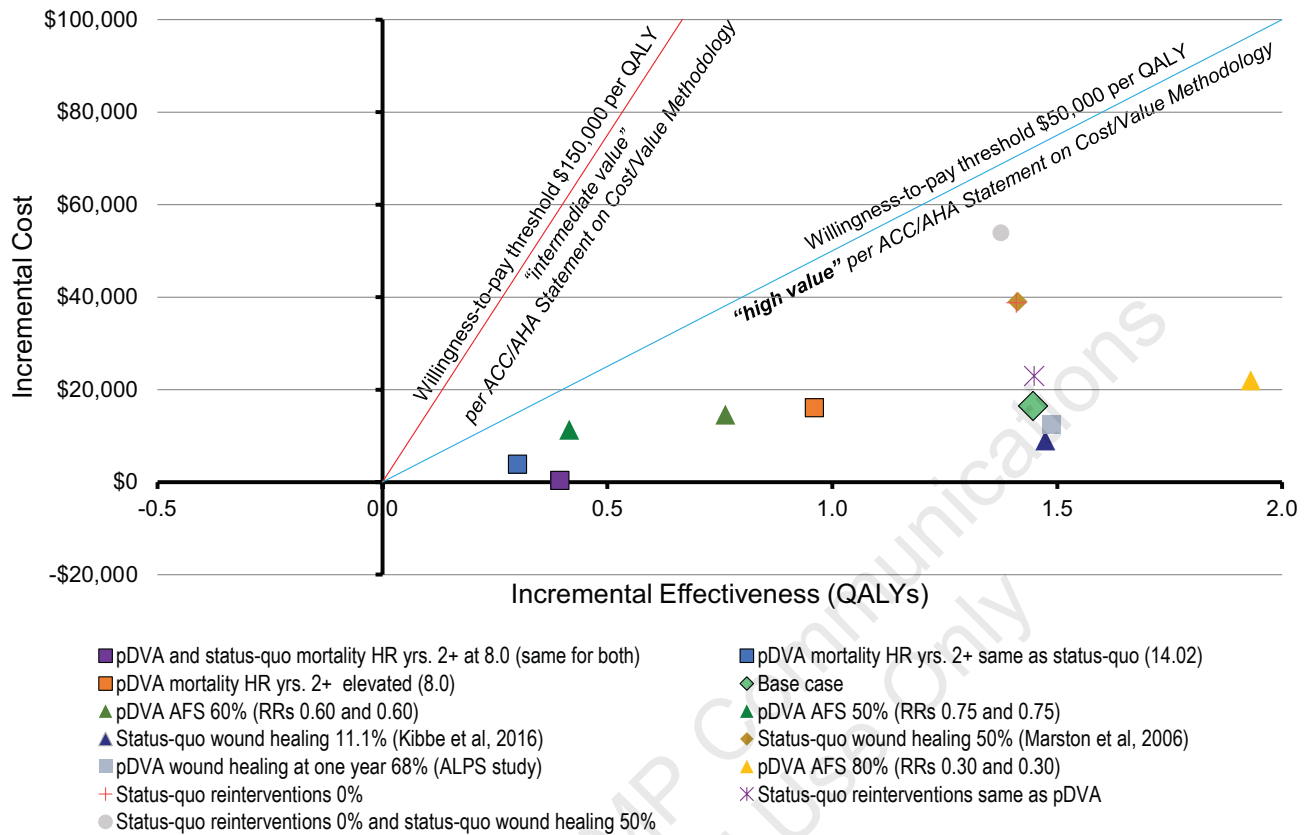 $100,000
$80,000
$60,000
$40,000
$20,000
$0
-$20,000
Incremental Cost
-0.5
0.0
0.5
1.0
1.5
2.0
Incremental Effectiveness (QALYs)
Willingness-to-pay threshold $150,000 per QALY
“intermediate value”
per ACC/AHA Statement on Cost/Value Methodology
Willingness-to-pay threshold $50,000 per QALY
“high value” per ACC/AHA Statement on Cost/Value Methodology
pDVA and status-quo mortality HR yrs. 2+ at 8.0 (same for both)
pDVA mortality HR yrs. 2+ same as status-quo (14.02)
pDVA mortality HR yrs. 2+ elevated (8.0)
Base case
pDVA AFS 60% (RRs 0.60 and 0.60)
pDVA AFS 50% (RRs 0.75 and 0.75)
Status-quo wound healing 11.1% (Kibbe et al, 2016)
Status-quo wound healing 50% (Marston et al, 2006)
pDVA wound healing at one year 68% (ALPS study)
pDVA AFS 80% (RRs 0.30 and 0.30)
Status-quo reinterventions 0%
Status-quo reinterventions same as pDVA
Status-quo reinterventions 0% and status-quo wound healing 50%
MP Communications
Use Only